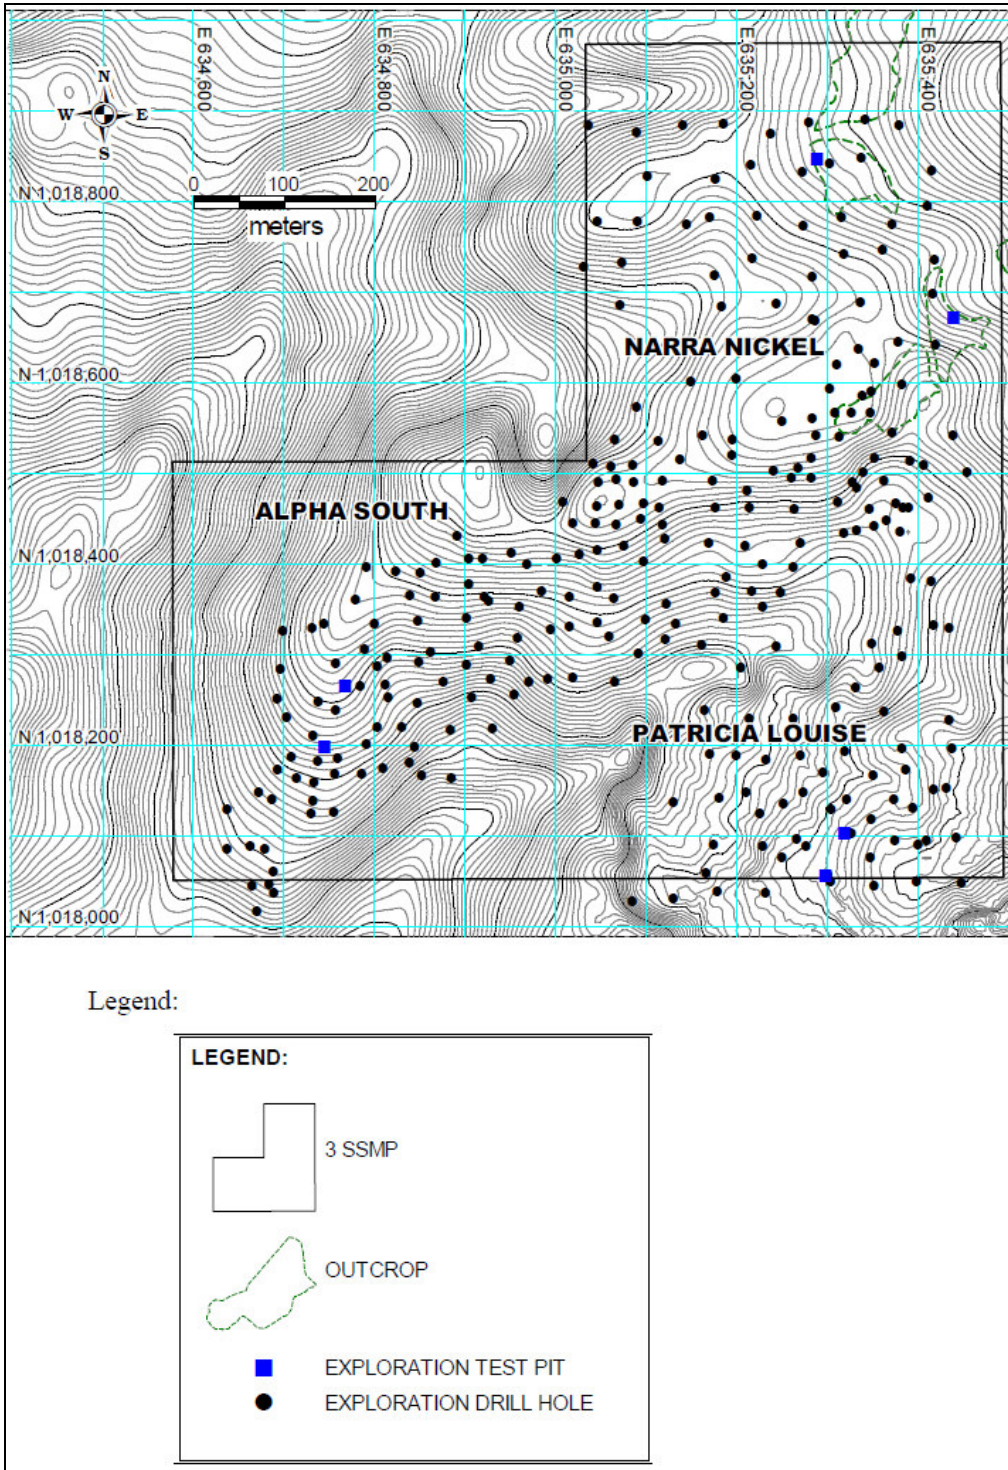 E 634,600
E 634,800
E 635,000
E 635,200
E 635,400
N
W E
S
N 1,018,800
0 100 200
meters
NARRA NICKEL
N 1,018,600
ALPHA SOUTH
N 1,018,400
PATRICIA LOUISE
N 1,018,200
N 1,018,000
Legend:
LEGEND:
3 SSMP
OUTCROP
EXPLORATION TEST PIT
EXPLORATION DRILL HOLE